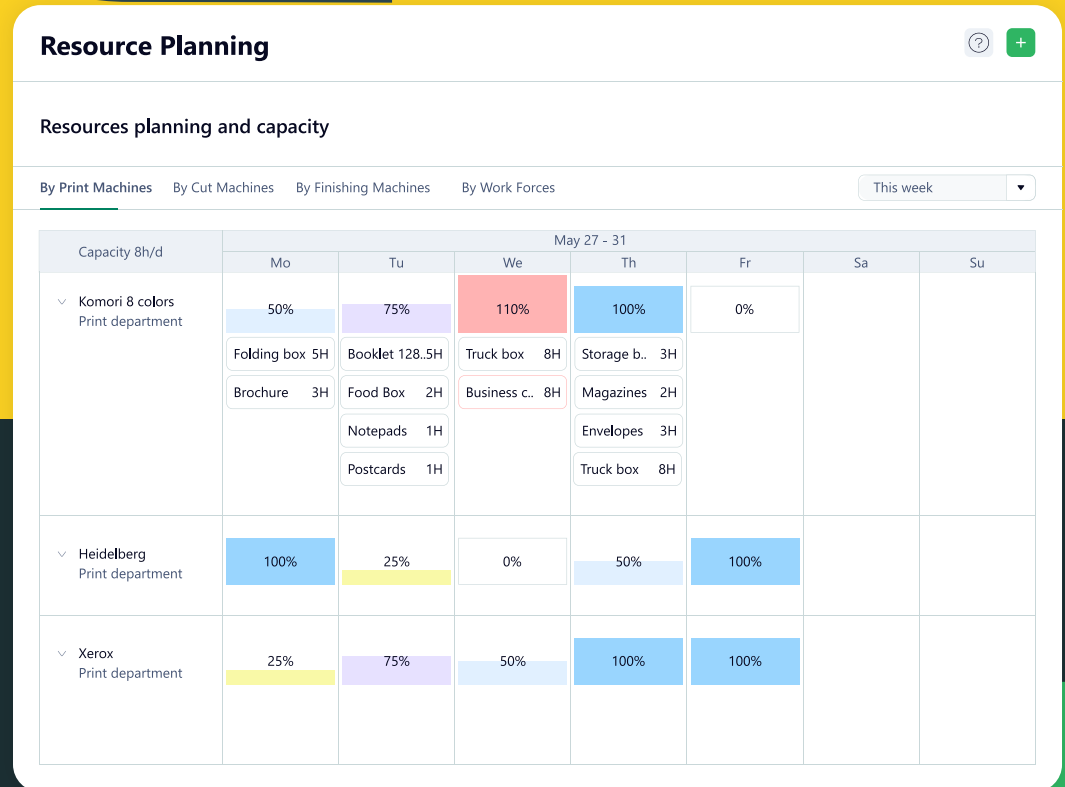 Resource Planning
?
+
Resources planning and capacity
By Print Machines By Cut Machines By Finishing Machines By Work Forces This week
Capacity 8h/d May 27 - 31
Mo Tu We Th Fr Sa Su
Komori 8 colors
Print department
50% 75% 110% 100% 0%
Folding box 5H Booklet 128..5H Truck box 8H Storage b.. 3H
Brochure 3H Food Box 2H Business c.. 8H Magazines 2H
Notepads 1H Envelopes 3H
Postcards 1H Truck box 8H
Heidelberg
Print department
100% 25% 0% 50% 100%
Xerox
Print department
25% 75% 50% 100% 100%